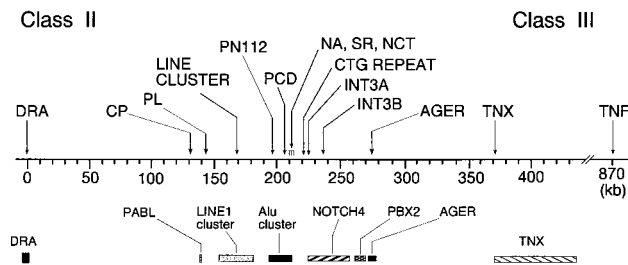 Class II
Class III
NA, SR, NCT
PN112
CTG REPEAT
LINE
CLUSTER
PCD
INT3A
PL
INT3B
DRA
CP
AGER
TNX
TNF
0 50 100 150 200 250 300 350 400 870
(kb)
PABL
LINE1
cluster
Alu
cluster
NOTCH4
PBX2
AGER
DRA
TNX